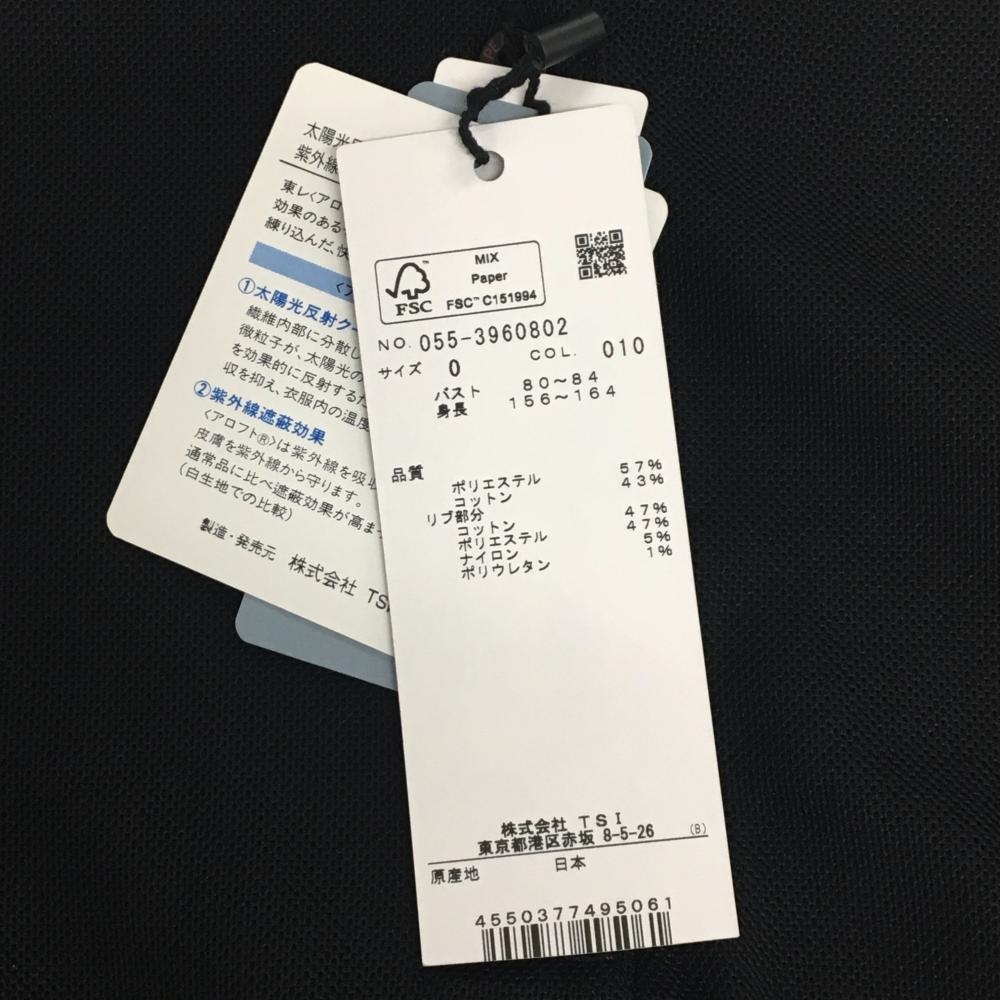 MIX
Paper
FSC™ C151994
FSC
NO. 055-3960802
COL. 010
サイズ 0
バスト 80～84
身長 156～164
品質
ポリエステル 57%
コットン 43%
リブ部分
コットン 47%
ポリエステル 47%
ナイロン 5%
ポリウレタン 1%
株式会社 TSI
東京都港区赤坂 8-5-26 (B)
原産地 日本
4550377495061
太陽光
紫外線
東レ〈アロ
効果のある
練り込んだ、快
①太陽光反射ク
繊維内部に分散し
微粒子が、太陽光の
を効果的に反射するた
収を抑え、衣服内の温度
②紫外線遮蔽効果
〈アロフト®〉は紫外線を吸収
皮膚を紫外線から守ります。
通常品に比べ遮蔽効果が高ま
(白生地での比較)
製造・発売元 株式会社 TSI